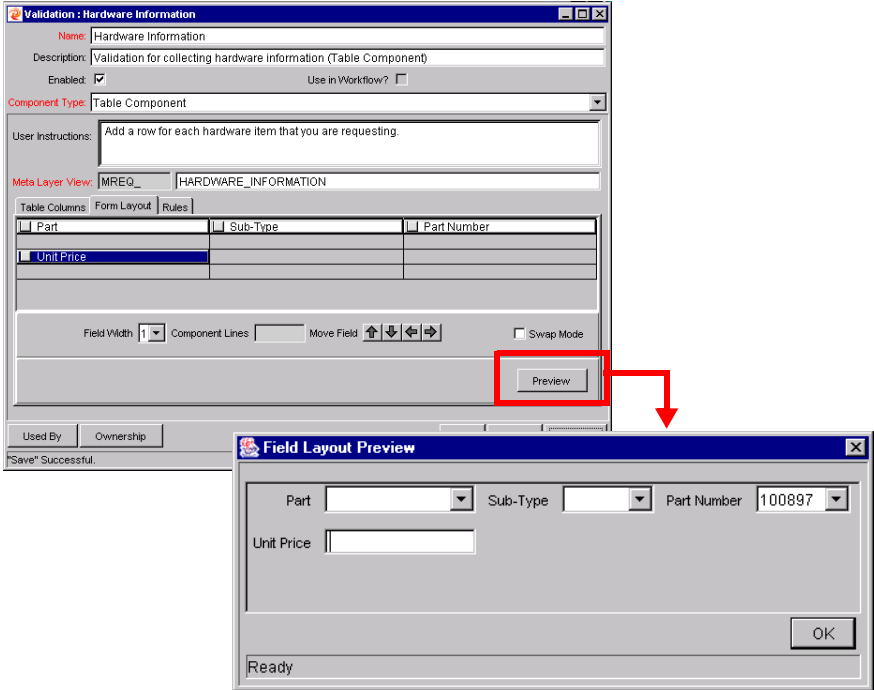 Validation : Hardware Information
Name: Hardware Information
Description: Validation for collecting hardware information (Table Component)
Enabled: Use in Workflow?
Component Type: Table Component
User Instructions: Add a row for each hardware item that you are requesting.
Meta Layer View: MREQ_ HARDWARE_INFORMATION
Table Columns Form Layout Rules
Part Sub-Type Part Number
Unit Price
Field Width 1 Component Lines Move Field Swap Mode
Preview
Used By Ownership
"Save" Successful.
Field Layout Preview
Part Sub-Type Part Number 100897
Unit Price
OK
Ready